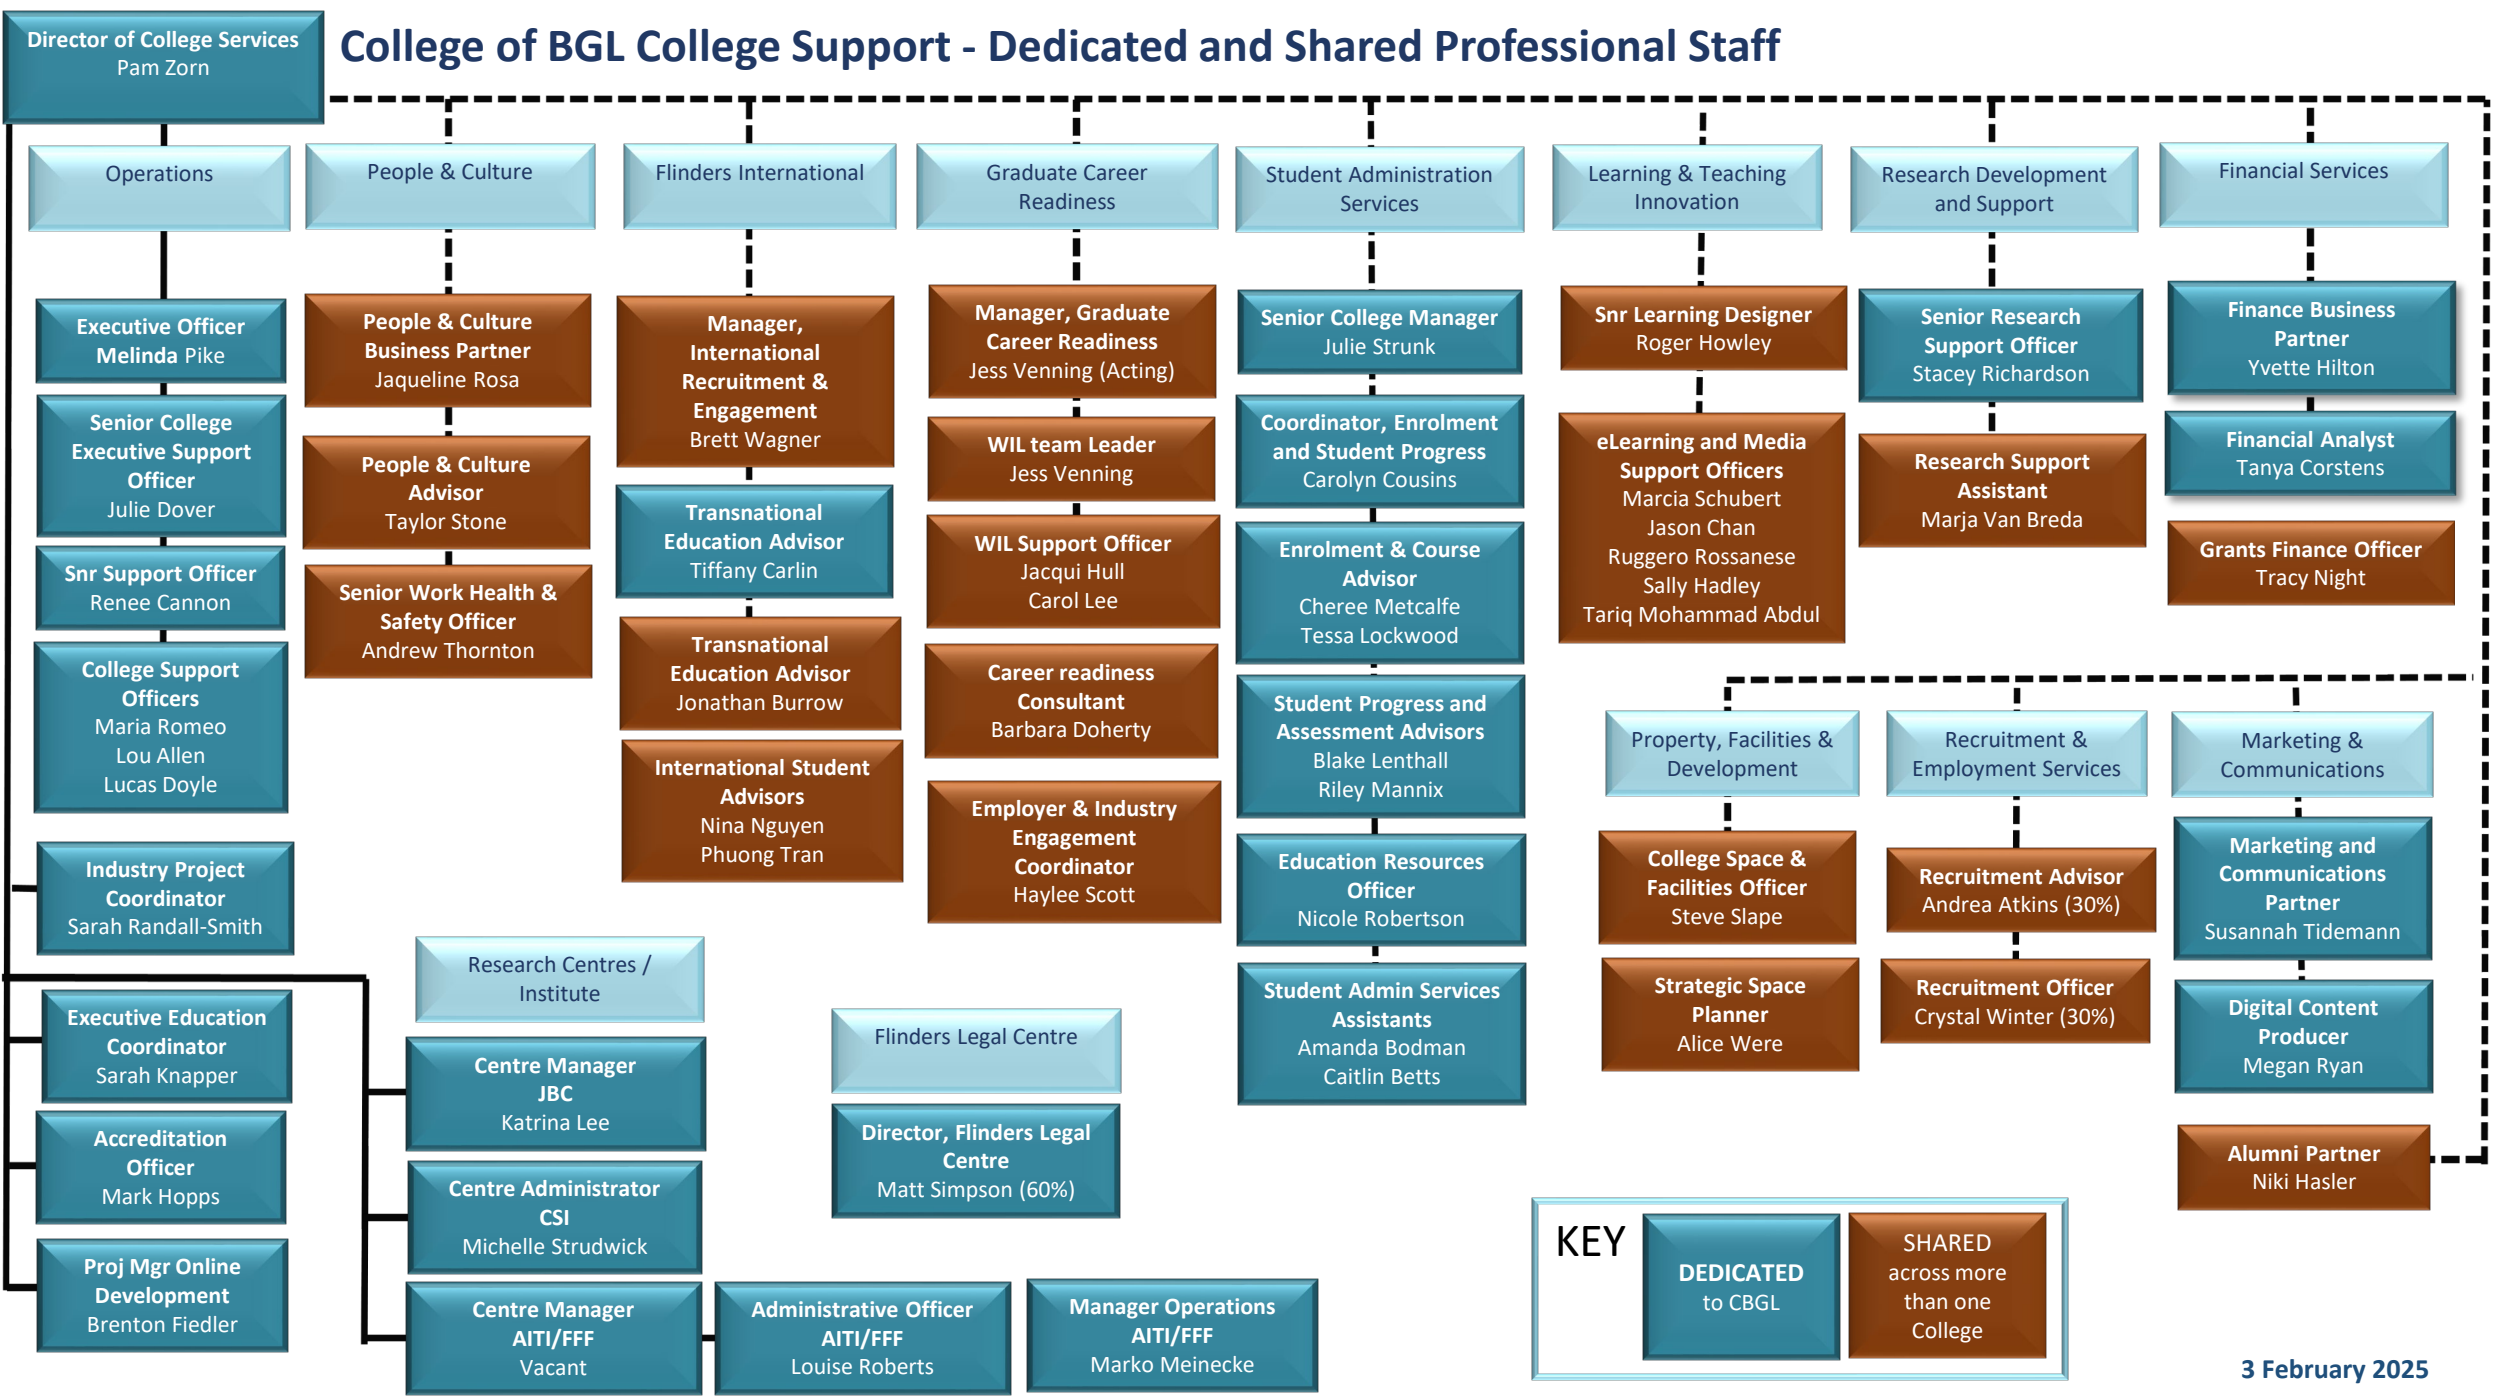 Director of College Services
Pam Zorn
College of BGL College Support - Dedicated and Shared Professional Staff
Operations
Executive Officer
Melinda Pike
Senior College
Executive Support
Officer
Julie Dover
Snr Support Officer
Renee Cannon
College Support
Officers
Maria Romeo
Lou Allen
Lucas Doyle
Industry Project
Coordinator
Sarah Randall-Smith
Executive Education
Coordinator
Sarah Knapper
Accreditation
Officer
Mark Hopps
Proj Mgr Online
Development
Brenton Fiedler
People & Culture
People & Culture
Business Partner
Jaqueline Rosa
People & Culture
Advisor
Taylor Stone
Senior Work Health &
Safety Officer
Andrew Thornton
Flinders International
Manager,
International
Recruitment &
Engagement
Brett Wagner
Transnational
Education Advisor
Tiffany Carlin
Transnational
Education Advisor
Jonathan Burrow
International Student
Advisors
Nina Nguyen
Phuong Tran
Graduate Career
Readiness
Manager, Graduate
Career Readiness
Jess Venning (Acting)
WIL team Leader
Jess Venning
WIL Support Officer
Jacqui Hull
Carol Lee
Career readiness
Consultant
Barbara Doherty
Employer & Industry
Engagement
Coordinator
Haylee Scott
Student Administration
Services
Senior College Manager
Julie Strunk
Coordinator, Enrolment
and Student Progress
Carolyn Cousins
Enrolment & Course
Advisor
Cheree Metcalfe
Tessa Lockwood
Student Progress and
Assessment Advisors
Blake Lenthall
Riley Mannix
Education Resources
Officer
Nicole Robertson
Student Admin Services
Assistants
Amanda Bodman
Caitlin Betts
Learning & Teaching
Innovation
Snr Learning Designer
Roger Howley
eLearning and Media
Support Officers
Marcia Schubert
Jason Chan
Ruggero Rossanese
Sally Hadley
Tariq Mohammad Abdul
Research Development
and Support
Senior Research
Support Officer
Stacey Richardson
Research Support
Assistant
Marja Van Breda
Financial Services
Finance Business
Partner
Yvette Hilton
Financial Analyst
Tanya Corstens
Grants Finance Officer
Tracy Night
Property, Facilities &
Development
College Space &
Facilities Officer
Steve Slape
Strategic Space
Planner
Alice Were
Recruitment &
Employment Services
Recruitment Advisor
Andrea Atkins (30%)
Recruitment Officer
Crystal Winter (30%)
Marketing &
Communications
Marketing and
Communications
Partner
Susannah Tidemann
Digital Content
Producer
Megan Ryan
Alumni Partner
Niki Hasler
Research Centres /
Institute
Centre Manager
JBC
Katrina Lee
Centre Administrator
CSI
Michelle Strudwick
Centre Manager
AITI/FFF
Vacant
Administrative Officer
AITI/FFF
Louise Roberts
Manager Operations
AITI/FFF
Marko Meinecke
Flinders Legal Centre
Director, Flinders Legal
Centre
Matt Simpson (60%)
KEY
DEDICATED
to CBGL
SHARED
across more
than one
College
3 February 2025